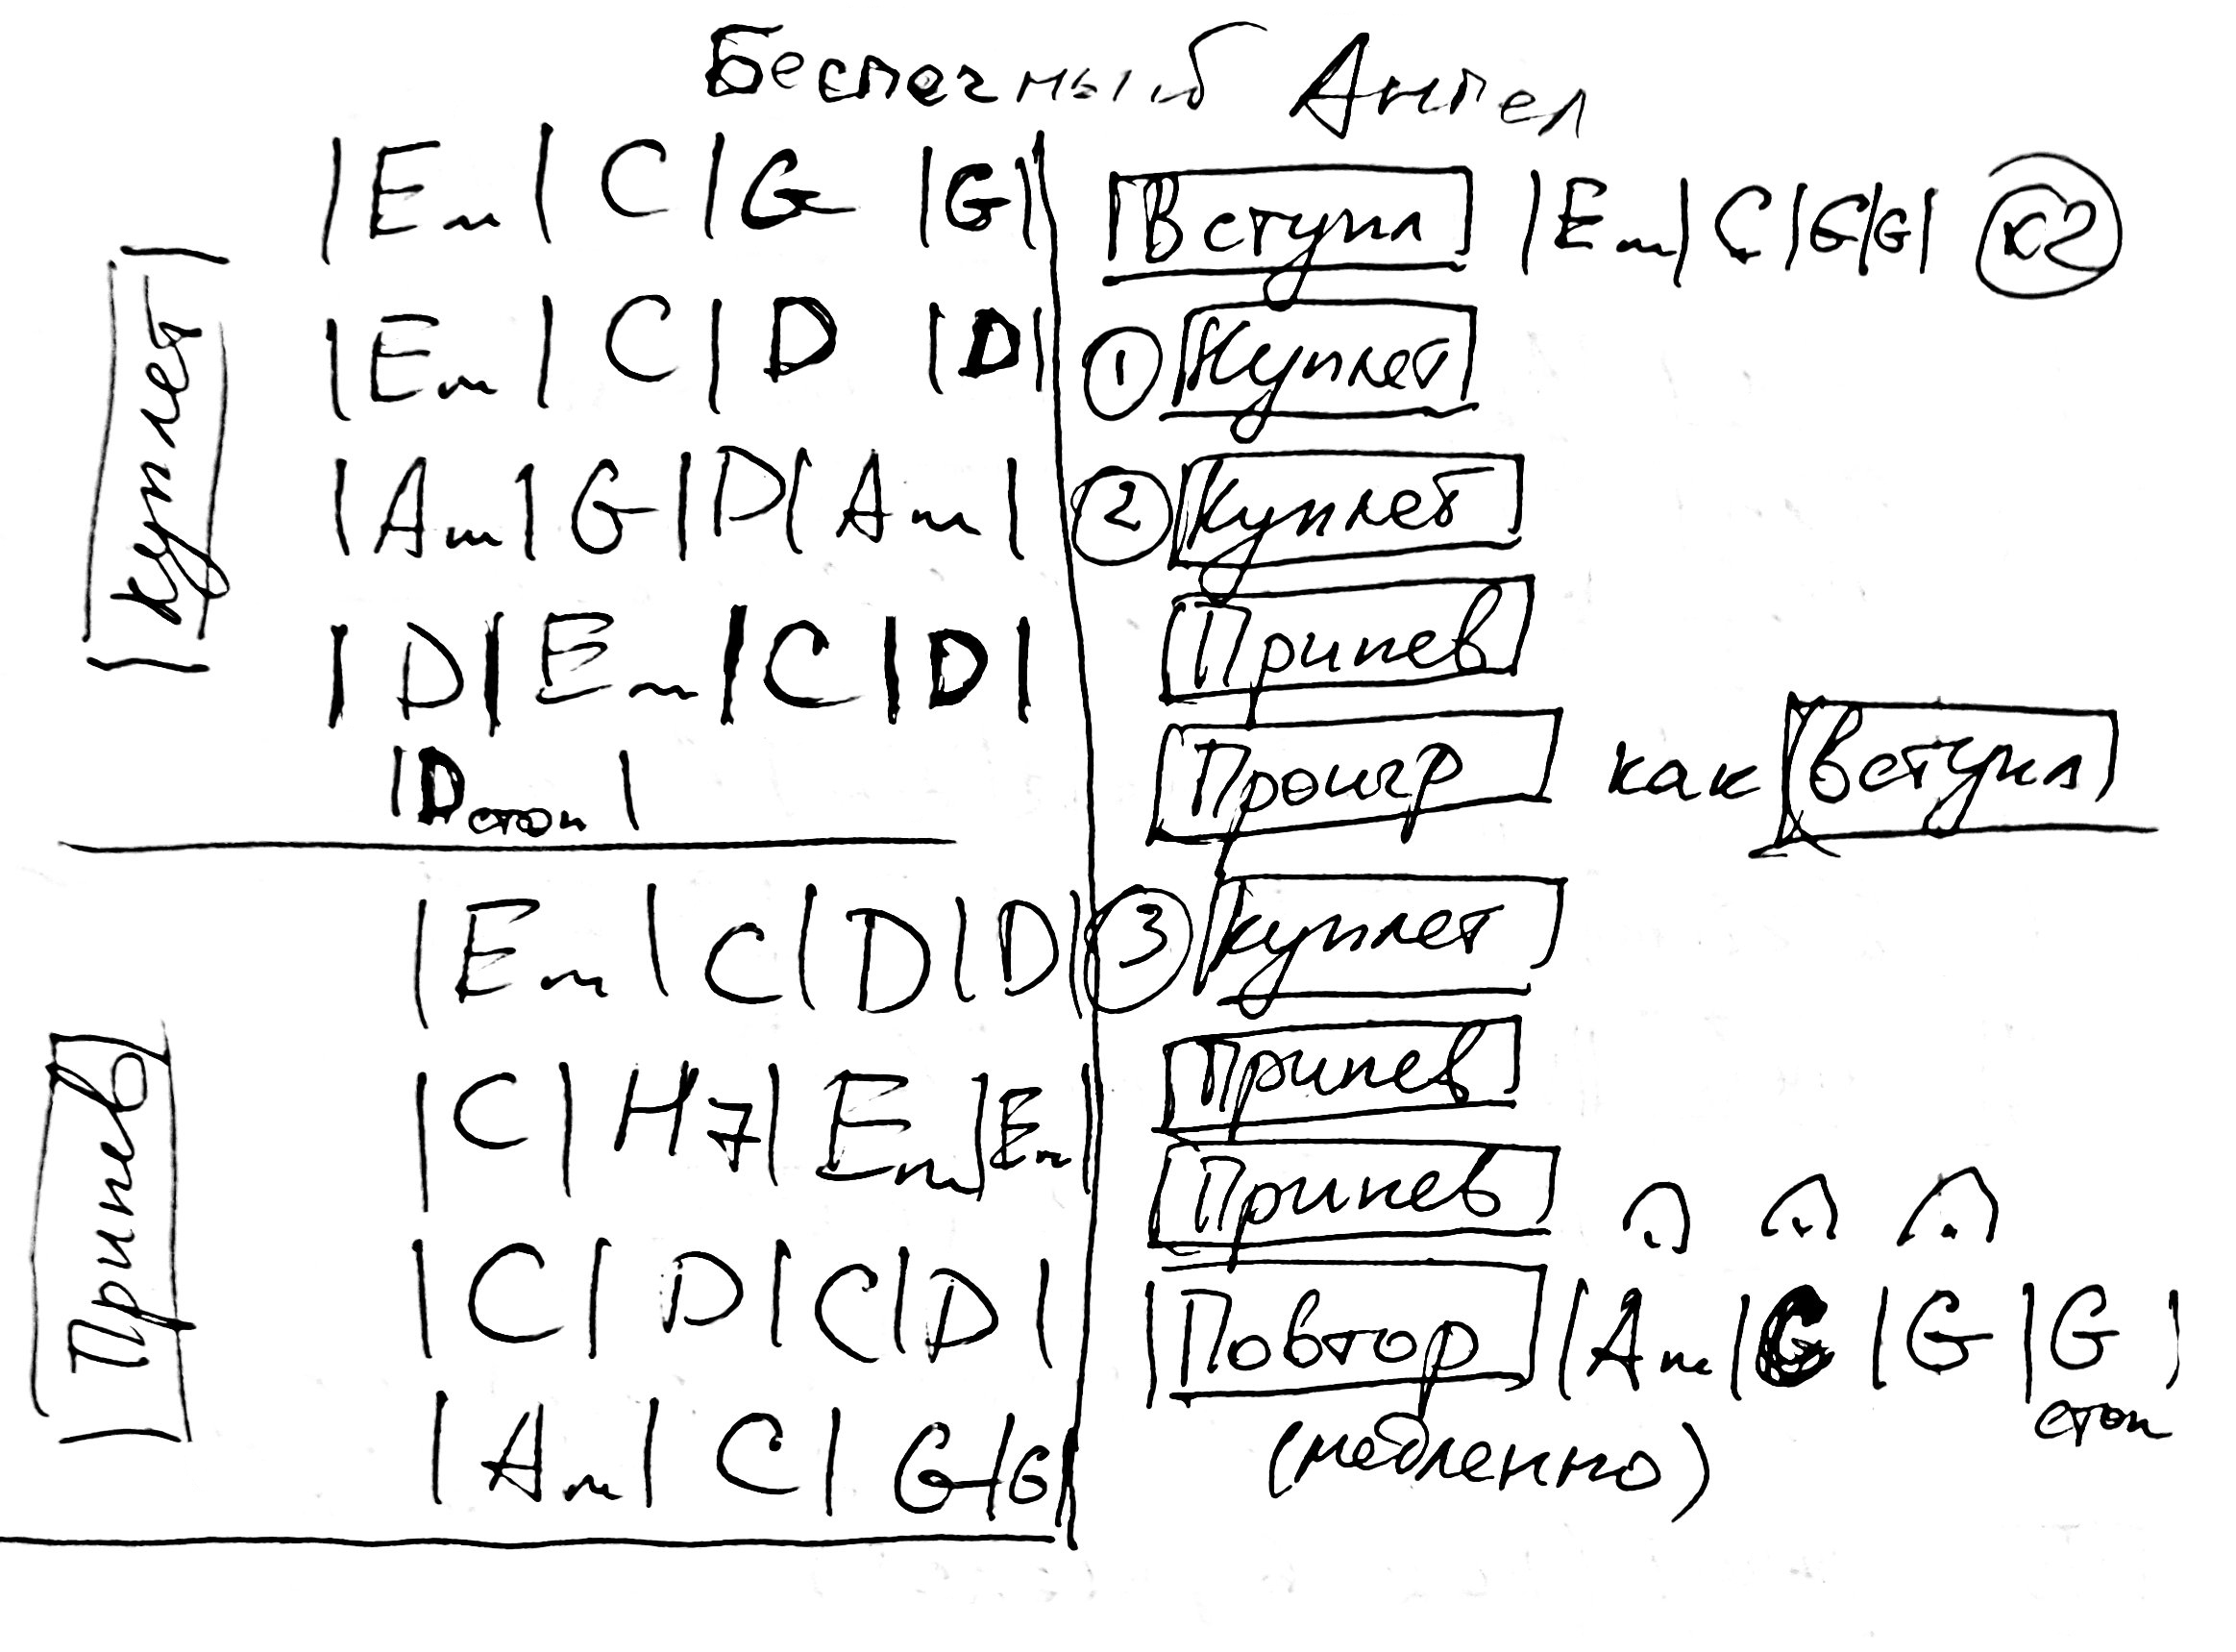 Беспечный Ангел
Куплет
|Em|C|G|G|
|Em|C|D|D|
|Am|G|D|Am|
|D|Em|C|D|
|Dстоп|
Припев
|Em|C|D|D|
|C|H7|Em|Em|
|C|D|C|D|
|Am|C|G|G|
Вступл |Em|C|G|G| x2
1 Куплет
2 Куплет
Припев
Проигр как Вступл
3 Куплет
Припев
Припев
Повтор |Am| |G|G|
стоп
(медленно)